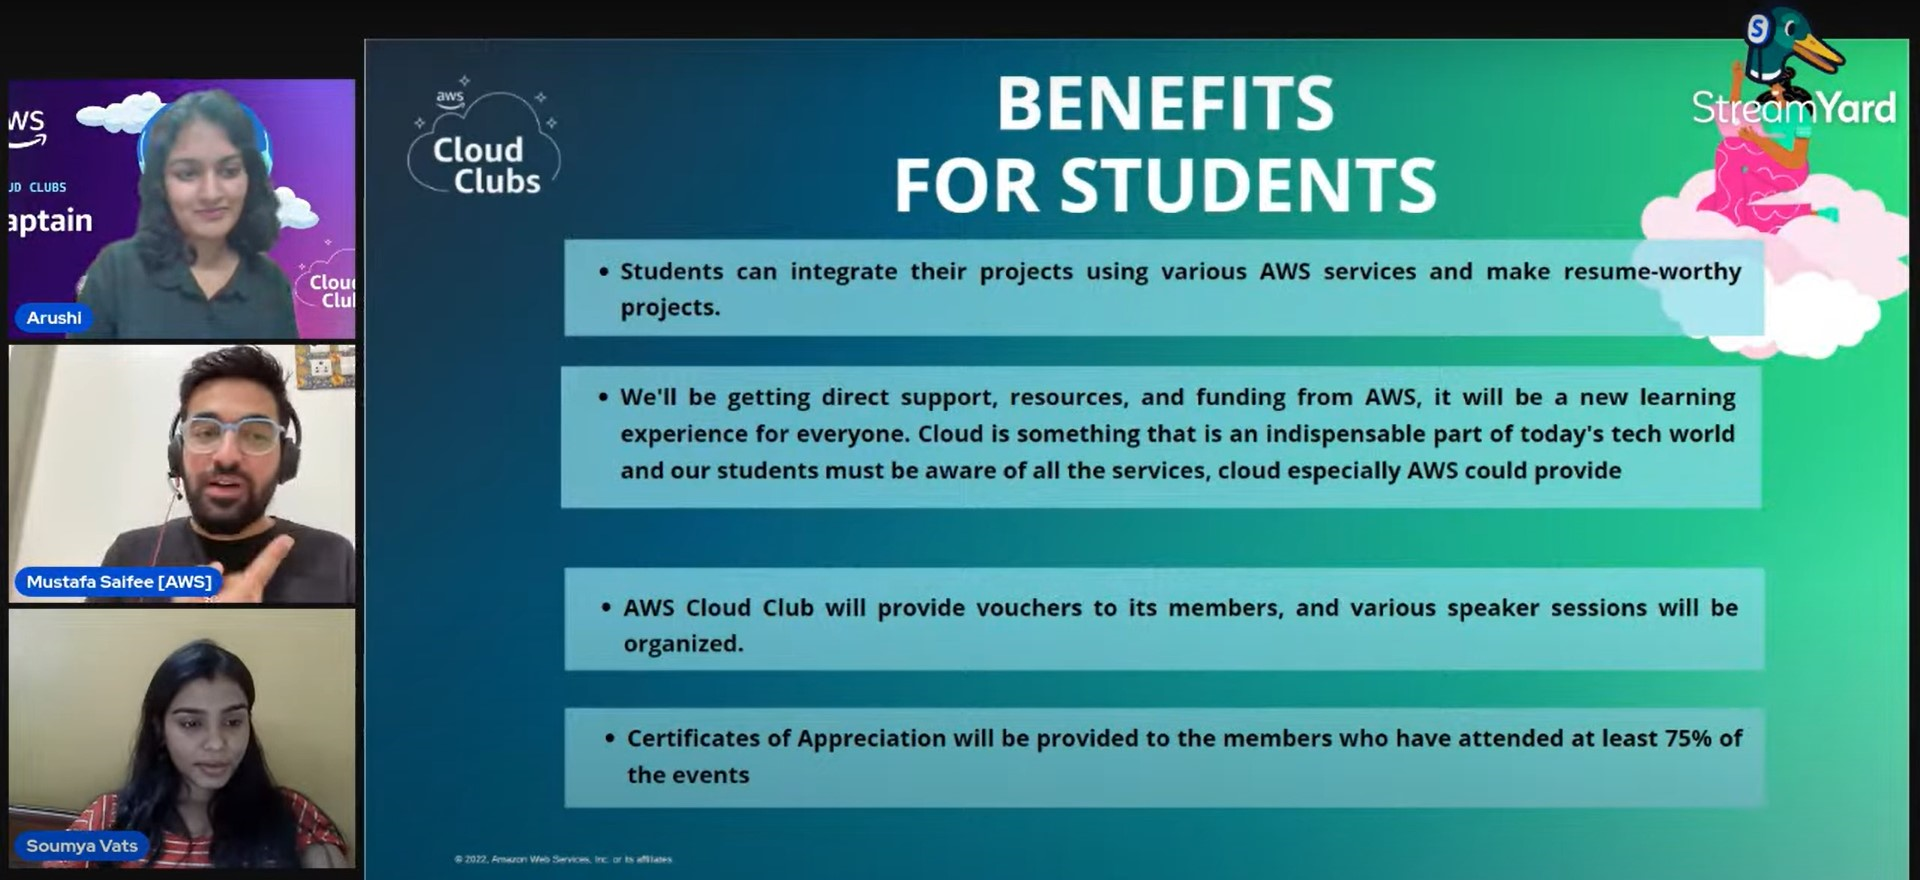 aws
Cloud
Clubs
BENEFITS
FOR STUDENTS
S
StreamYard
WS
UD CLUBS
aptain
Clou
Clu
Arushi
Mustafa Saifee [AWS]
Soumya Vats
• Students can integrate their projects using various AWS services and make resume-worthy
projects.
• We'll be getting direct support, resources, and funding from AWS, it will be a new learning
experience for everyone. Cloud is something that is an indispensable part of today's tech world
and our students must be aware of all the services, cloud especially AWS could provide
• AWS Cloud Club will provide vouchers to its members, and various speaker sessions will be
organized.
• Certificates of Appreciation will be provided to the members who have attended at least 75% of
the events
© 2022, Amazon Web Services, Inc. or its affiliates